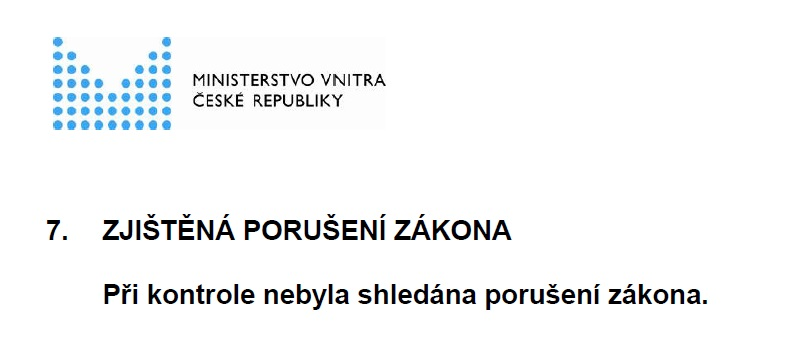 MINISTERSTVO VNITRA
ČESKÉ REPUBLIKY
7. ZJIŠTĚNÁ PORUŠENÍ ZÁKONA
Při kontrole nebyla shledána porušení zákona.